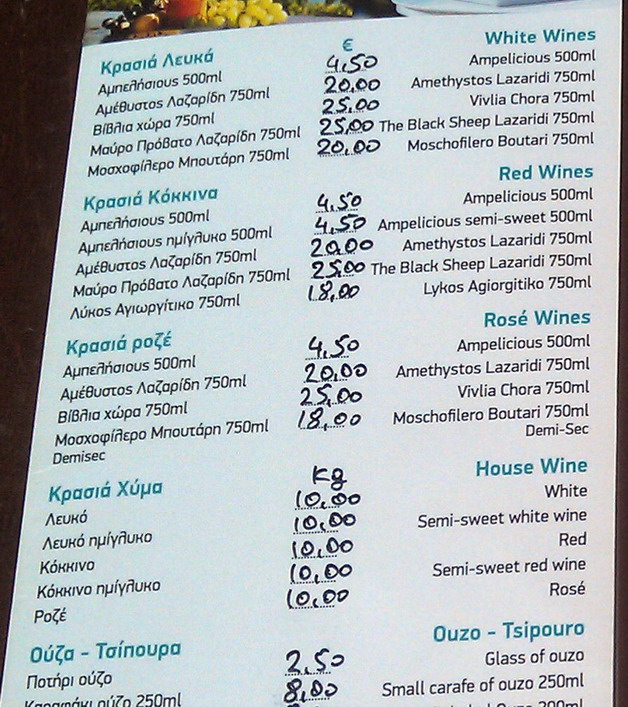 Κρασιά Λευκά € White Wines
Αμπελήσιους 500ml 4,50 Ampelicious 500ml
Αμέθυστος Λαζαρίδη 750ml 20,00 Amethystos Lazaridi 750ml
Βίβλια χώρα 750ml 25,00 Vivlia Chora 750ml
Μαύρο Πρόβατο Λαζαρίδη 750ml 25,00 The Black Sheep Lazaridi 750ml
Μοσχοφίλερο Μπουτάρη 750ml 20,00 Moschofilero Boutari 750ml
Κρασιά Κόκκινα Red Wines
Αμπελήσιους 500ml 4,50 Ampelicious 500ml
Αμπελήσιους ημίγλυκο 500ml 4,50 Ampelicious semi-sweet 500ml
Αμέθυστος Λαζαρίδη 750ml 20,00 Amethystos Lazaridi 750ml
Μαύρο Πρόβατο Λαζαρίδη 750ml 25,00 The Black Sheep Lazaridi 750ml
Λύκος Αγιωργίτικο 750ml 18,00 Lykos Agiorgitiko 750ml
Κρασιά ροζέ Rosé Wines
Αμπελήσιους 500ml 4,50 Ampelicious 500ml
Αμέθυστος Λαζαρίδη 750ml 20,00 Amethystos Lazaridi 750ml
Βίβλια χώρα 750ml 25,00 Vivlia Chora 750ml
Μοσχοφίλερο Μπουτάρη 750ml 18,00 Moschofilero Boutari 750ml
Demisec Demi-Sec
Κρασιά Χύμα Kg House Wine
Λευκό 10,00 White
Λευκό ημίγλυκο 10,00 Semi-sweet white wine
Κόκκινο 10,00 Red
Κόκκινο ημίγλυκο 10,00 Semi-sweet red wine
Ροζέ 10,00 Rosé
Ούζα - Τσίπουρα Ouzo - Tsipouro
Ποτήρι ούζο 2,50 Glass of ouzo
Καραφάκι ούζο 250ml 8,00 Small carafe of ouzo 250ml
Ouzo 200ml